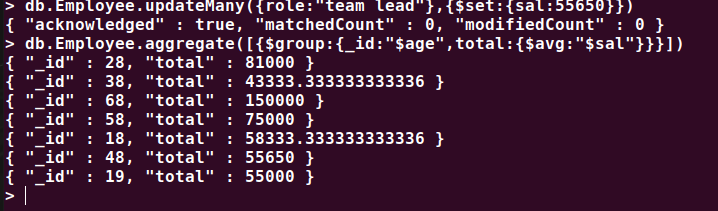 > db.Employee.updateMany({role:"team lead"},{$set:{sal:55650}})
{ "acknowledged" : true, "matchedCount" : 0, "modifiedCount" : 0 }
> db.Employee.aggregate([{$group:{_id:"$age",total:{$avg:"$sal"}}}])
{ "_id" : 28, "total" : 81000 }
{ "_id" : 38, "total" : 43333.333333333336 }
{ "_id" : 68, "total" : 150000 }
{ "_id" : 58, "total" : 75000 }
{ "_id" : 18, "total" : 58333.333333333336 }
{ "_id" : 48, "total" : 55650 }
{ "_id" : 19, "total" : 55000 }
>